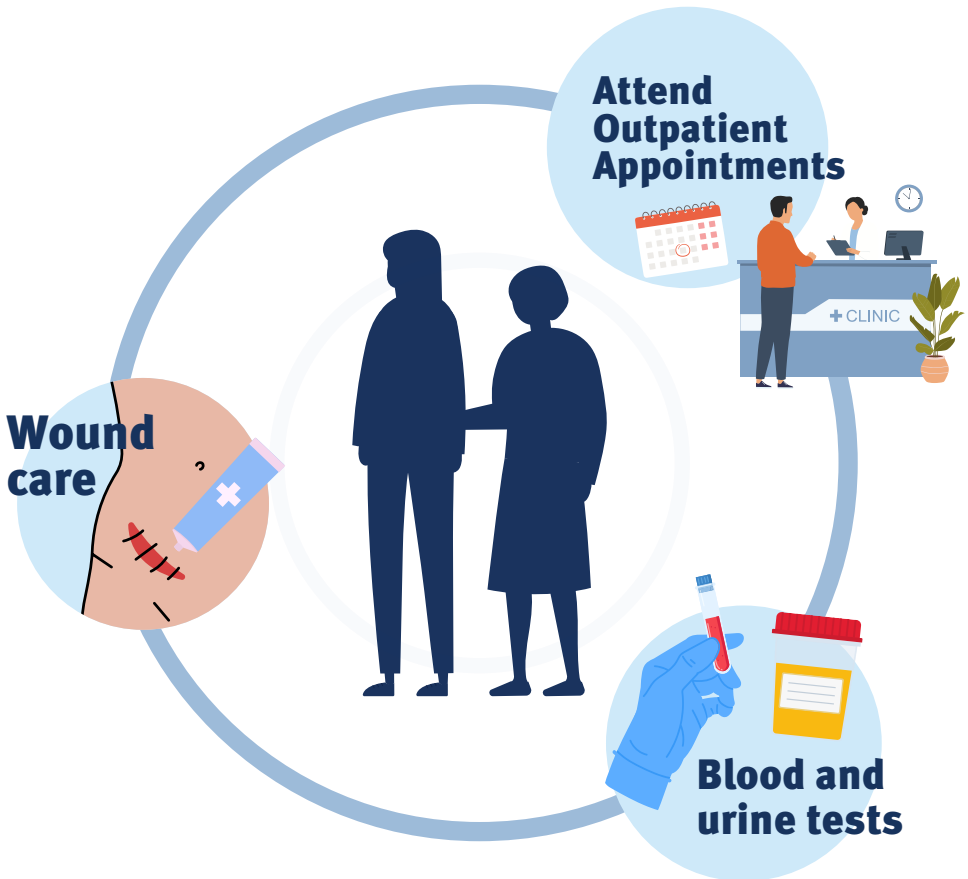 Attend
Outpatient
Appointments
CLINIC
Wound
care
Blood and
urine tests